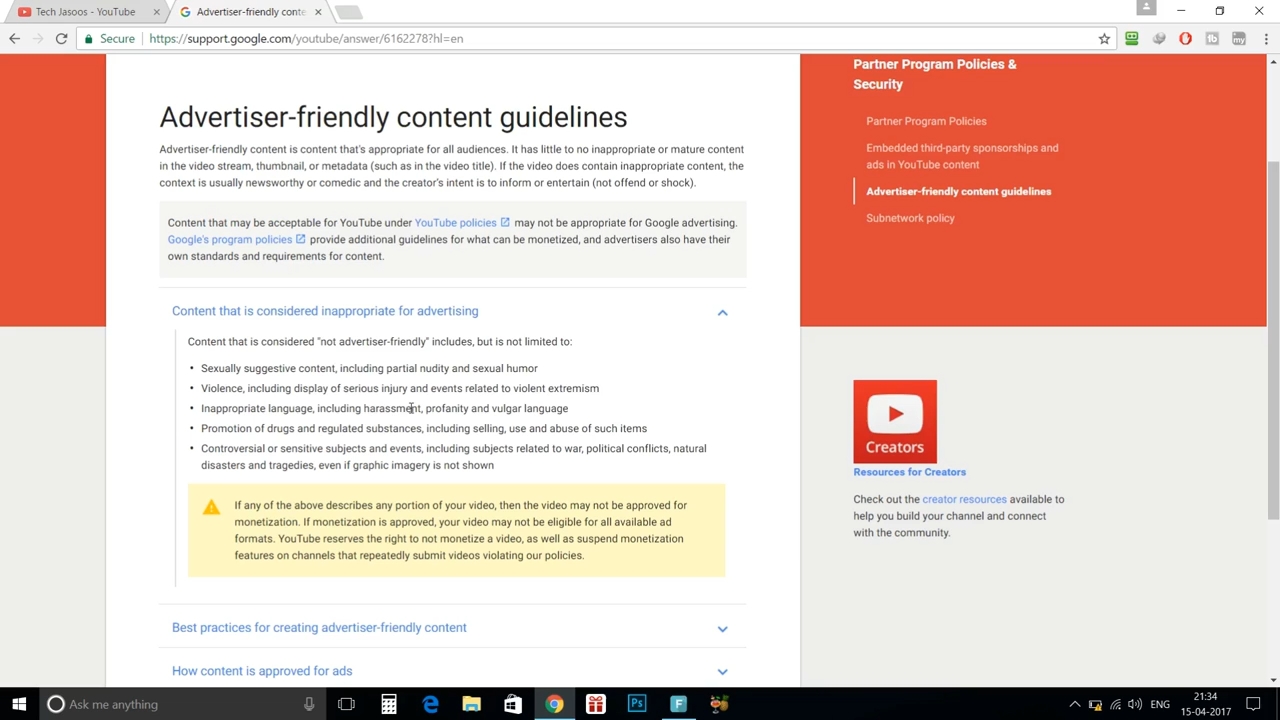 Tech Jasoos - YouTube
Advertiser-friendly conte
Secure
https://support.google.com/youtube/answer/6162278?hl=en
Advertiser-friendly content guidelines
Advertiser-friendly content is content that's appropriate for all audiences. It has little to no inappropriate or mature content
in the video stream, thumbnail, or metadata (such as in the video title). If the video does contain inappropriate content, the
context is usually newsworthy or comedic and the creator's intent is to inform or entertain (not offend or shock).
Content that may be acceptable for YouTube under YouTube policies may not be appropriate for Google advertising.
Google's program policies provide additional guidelines for what can be monetized, and advertisers also have their
own standards and requirements for content.
Content that is considered inappropriate for advertising
Content that is considered "not advertiser-friendly" includes, but is not limited to:
• Sexually suggestive content, including partial nudity and sexual humor
• Violence, including display of serious injury and events related to violent extremism
• Inappropriate language, including harassment, profanity and vulgar language
• Promotion of drugs and regulated substances, including selling, use and abuse of such items
• Controversial or sensitive subjects and events, including subjects related to war, political conflicts, natural
disasters and tragedies, even if graphic imagery is not shown
If any of the above describes any portion of your video, then the video may not be approved for
monetization. If monetization is approved, your video may not be eligible for all available ad
formats. YouTube reserves the right to not monetize a video, as well as suspend monetization
features on channels that repeatedly submit videos violating our policies.
Best practices for creating advertiser-friendly content
How content is approved for ads
Partner Program Policies &
Security
Partner Program Policies
Embedded third-party sponsorships and
ads in YouTube content
Advertiser-friendly content guidelines
Subnetwork policy
Creators
Resources for Creators
Check out the creator resources available to
help you build your channel and connect
with the community.
Ask me anything
Ps
F
ENG
21:34
15-04-2017